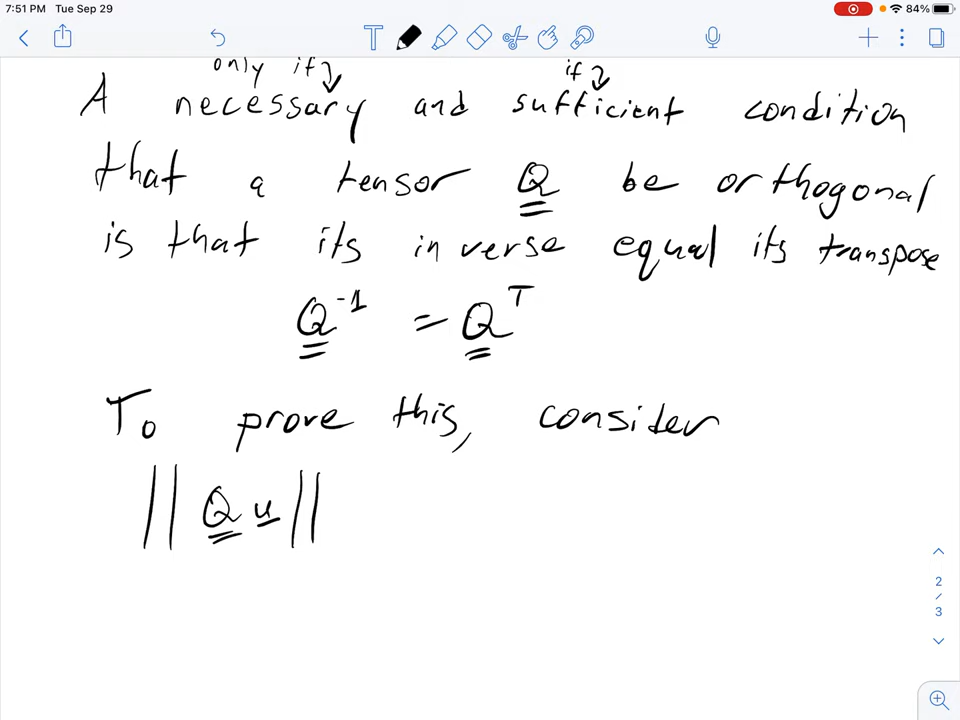 7:51 PM Tue Sep 29
84%
only if if
A necessary and sufficient condition
that a tensor Q be orthogonal
is that its inverse equal its transpose
Q⁻¹ = Qᵀ
To prove this, consider
||Q u||
2
/
3